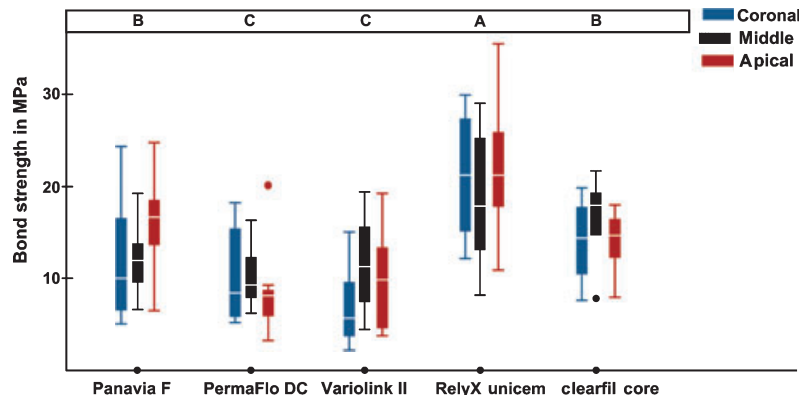 B C C A B
Coronal
Middle
Apical
Bond strength in MPa
30
20
10
Panavia F PermaFlo DC Variolink II RelyX unicem clearfil core